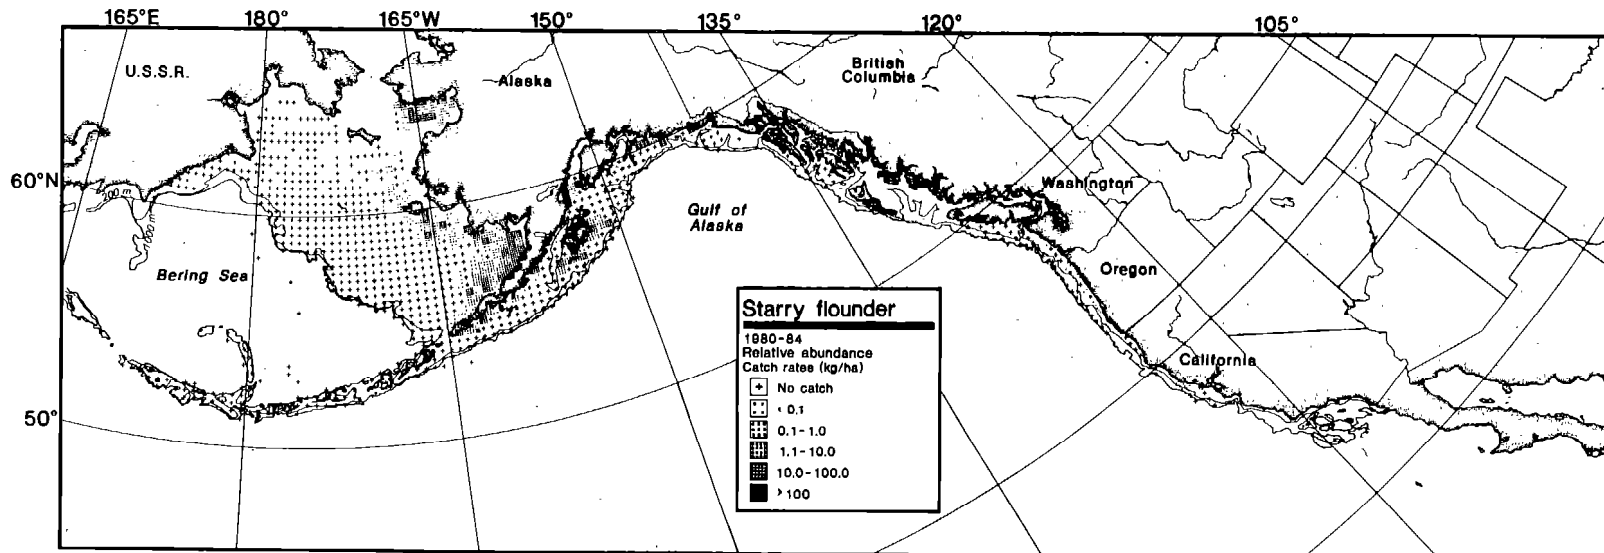 165°E 180° 165°W 150° 135° 120° 105°
U.S.S.R.
Alaska
British
Columbia
60°N
Washington
Gulf of
Alaska
Bering Sea
Oregon
Starry flounder
1980-84
Relative abundance
Catch rates (kg/ha)
+ No catch
< 0.1
0.1-1.0
1.1-10.0
10.0-100.0
> 100
California
50°